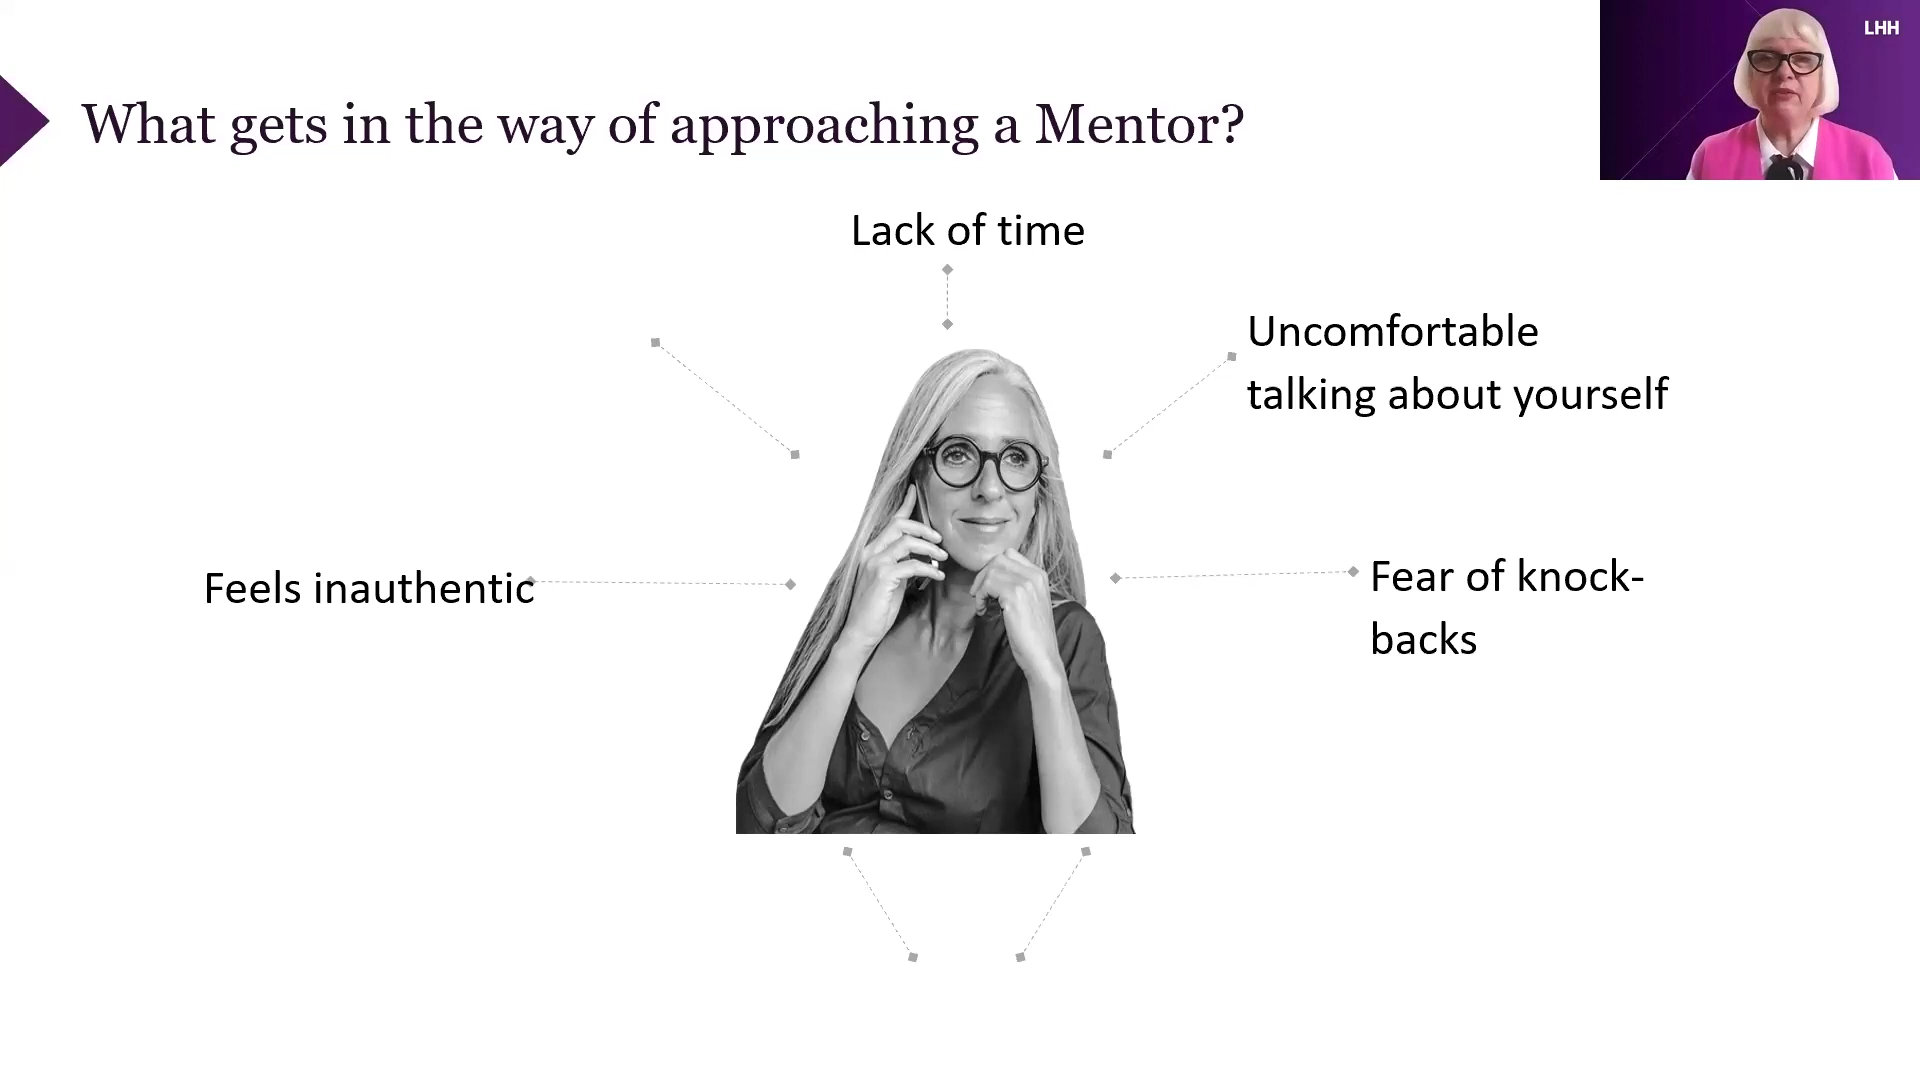 LHH
What gets in the way of approaching a Mentor?
Lack of time
Uncomfortable
talking about yourself
Feels inauthentic
Fear of knock-
backs